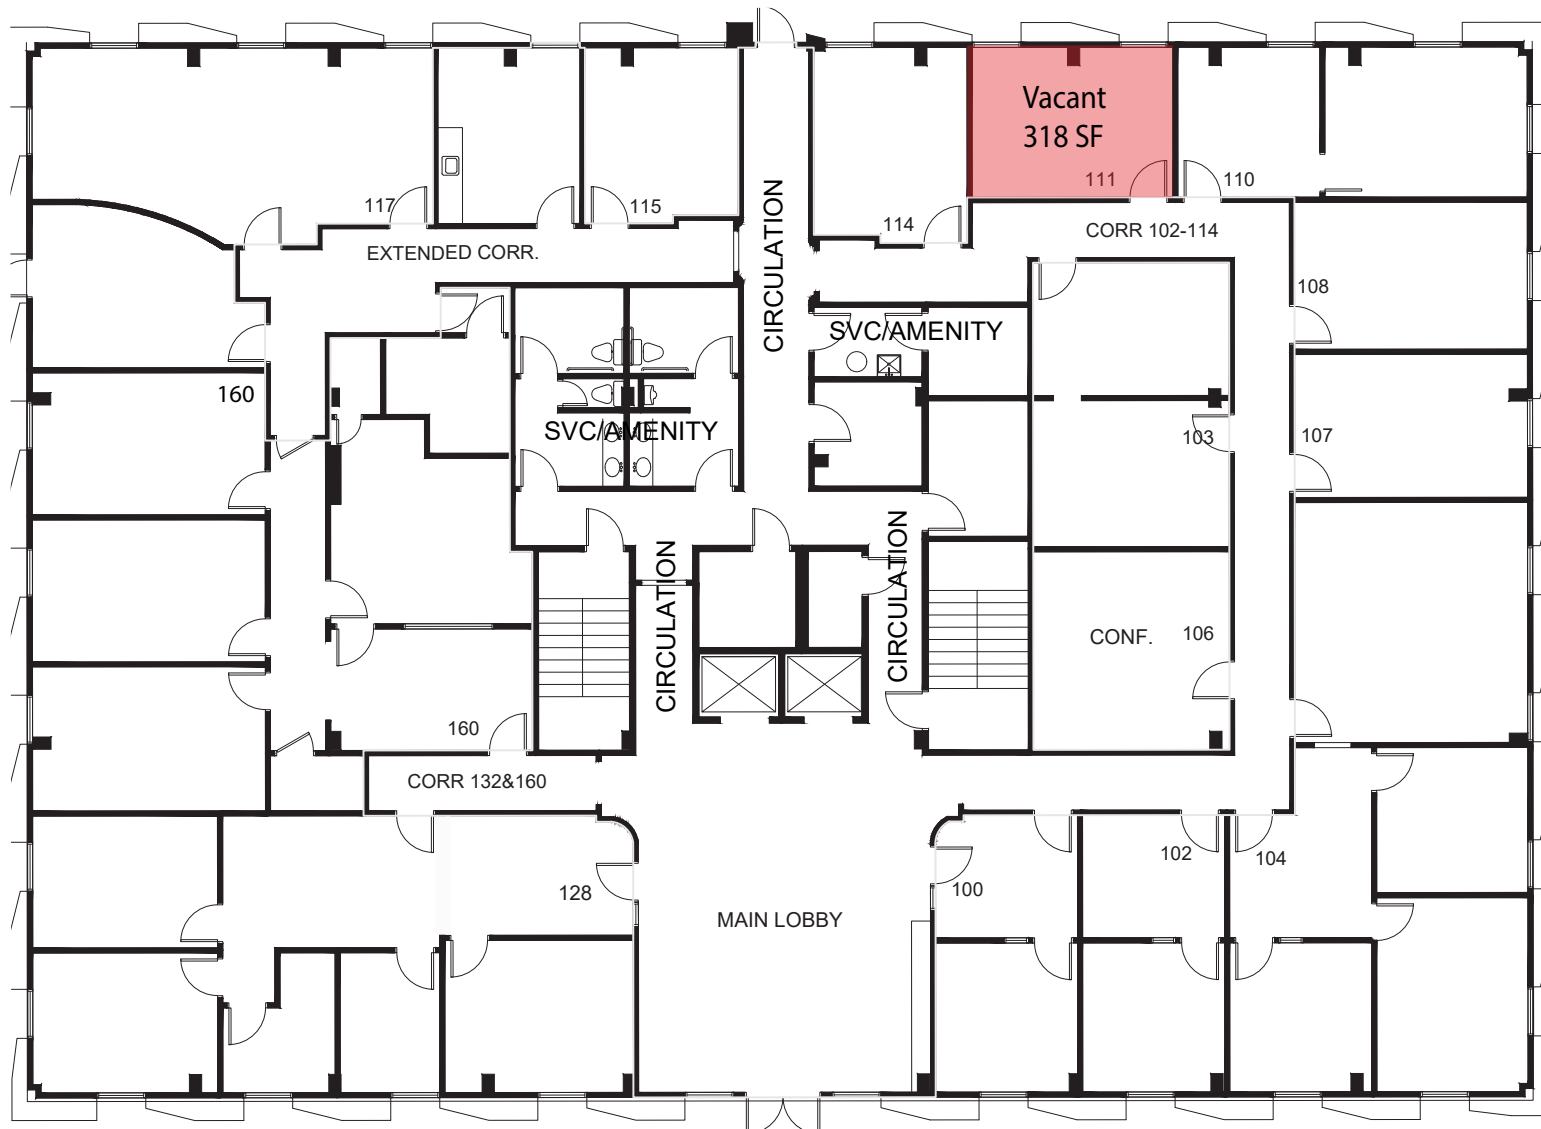 Vacant
318 SF
111
110
117
115
114
CORR 102-114
EXTENDED CORR.
CIRCULATION
108
SVC/AMENITY
160
SVC/AMENITY
103
107
CIRCULATION
CIRCULATION
CONF.
106
160
CORR 132&160
102
104
128
100
MAIN LOBBY